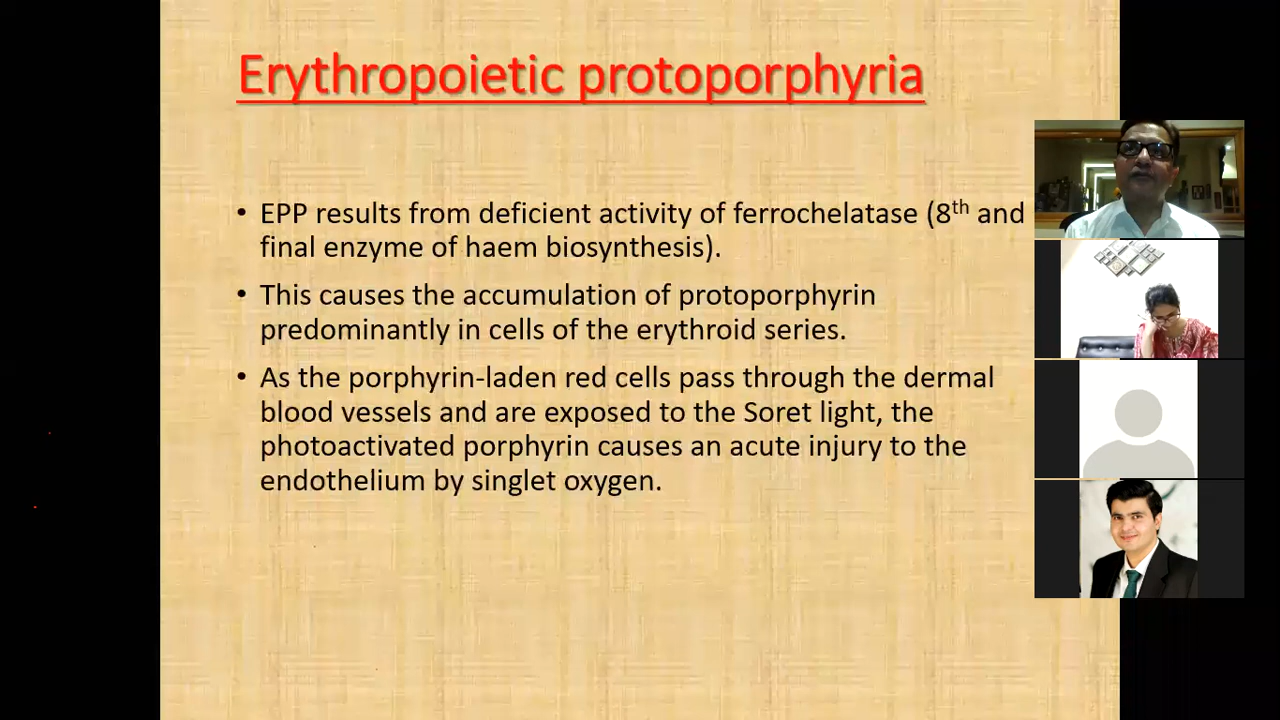 Erythropoietic protoporphyria
• EPP results from deficient activity of ferrochelatase (8th and
final enzyme of haem biosynthesis).
• This causes the accumulation of protoporphyrin
predominantly in cells of the erythroid series.
• As the porphyrin-laden red cells pass through the dermal
blood vessels and are exposed to the Soret light, the
photoactivated porphyrin causes an acute injury to the
endothelium by singlet oxygen.